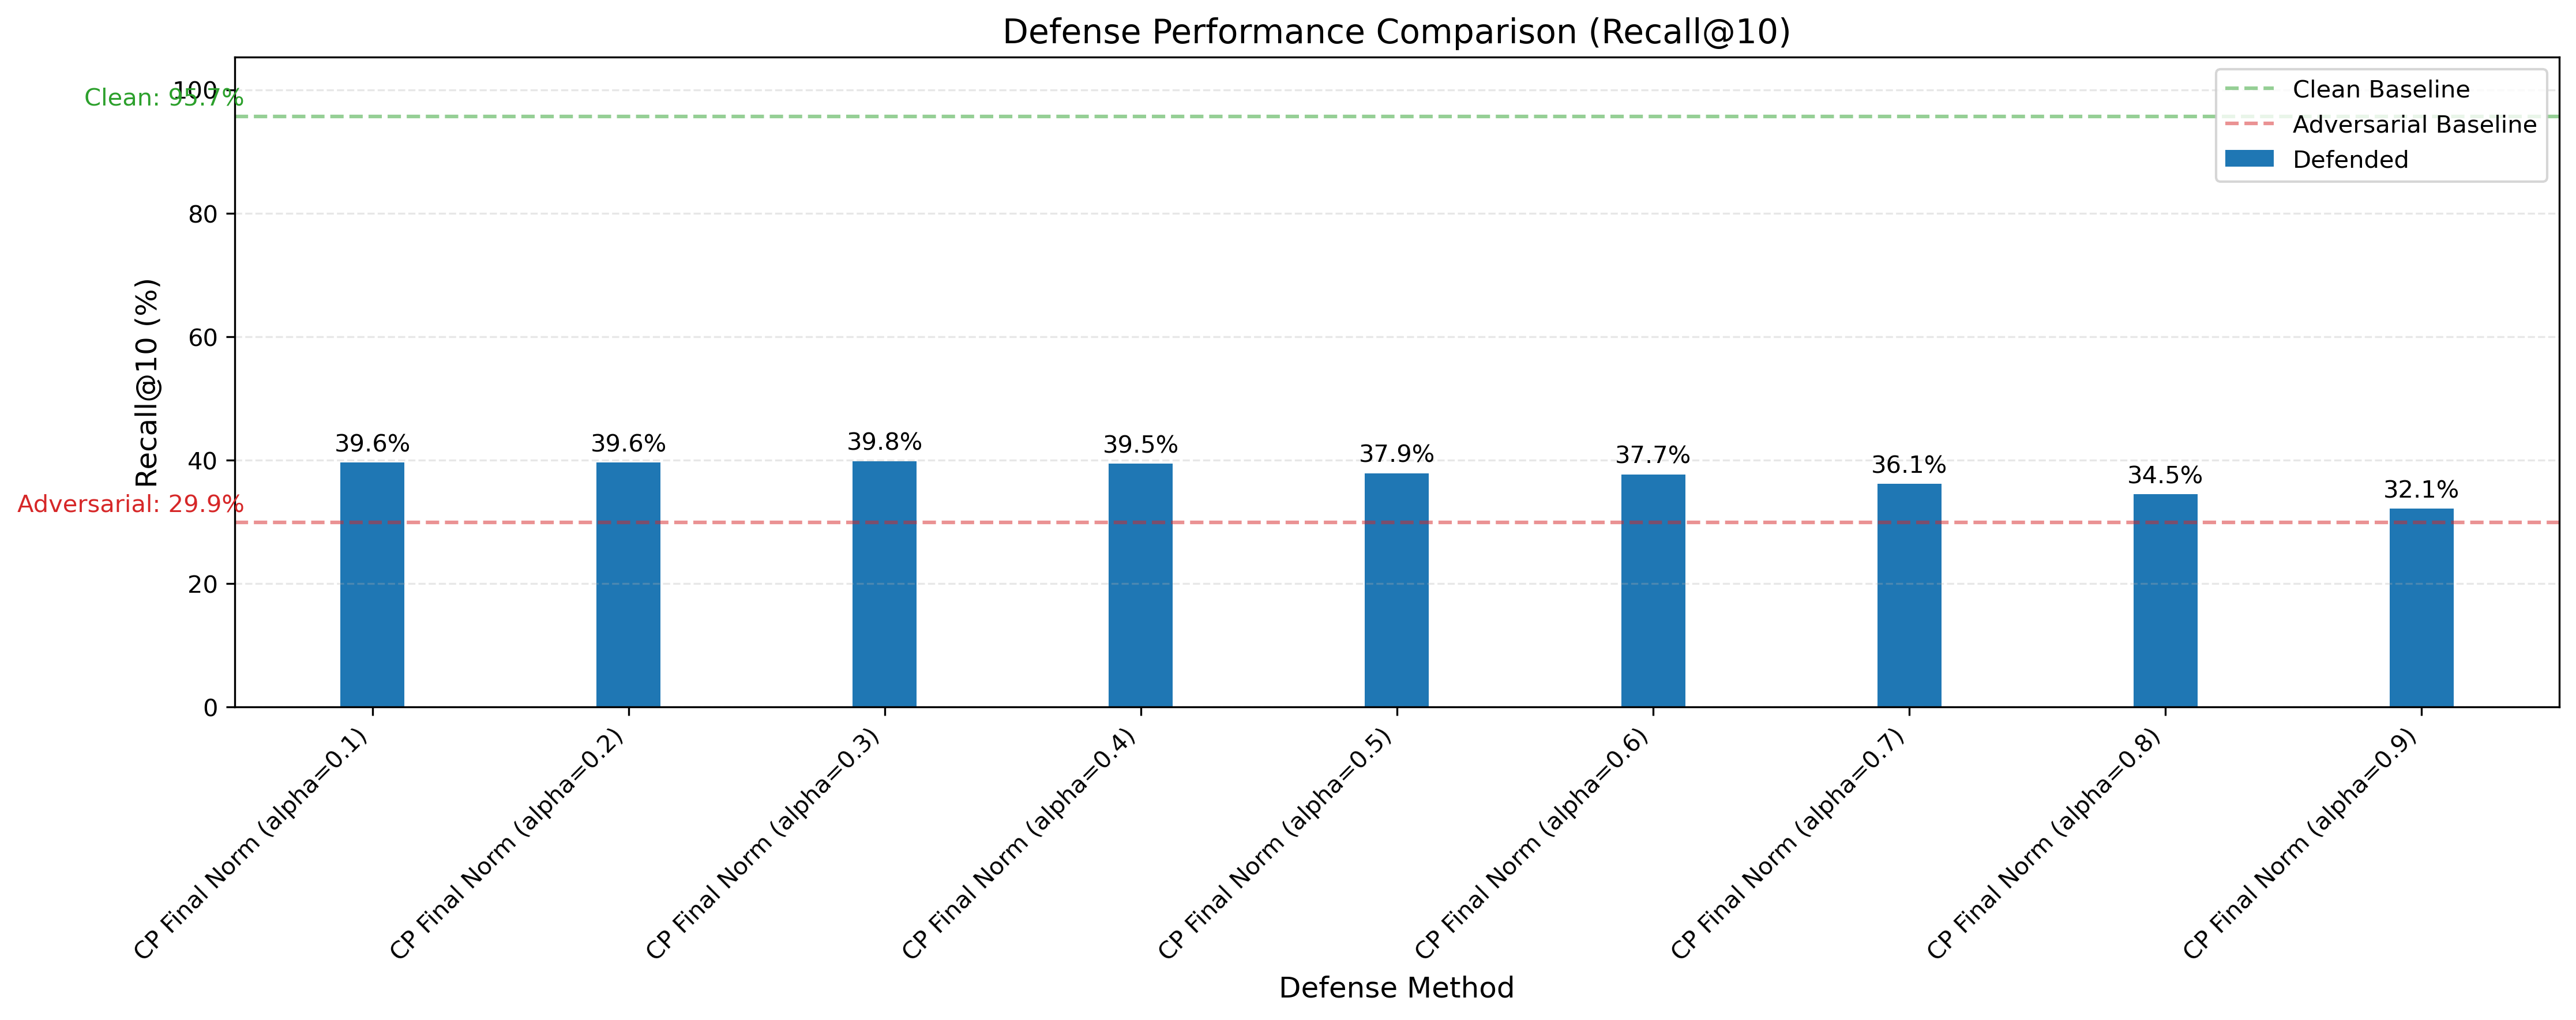 Defense Performance Comparison (Recall@10)
Clean: 95.7%
Adversarial: 29.9%
Recall@10 (%)
100
80
60
40
20
0
Clean Baseline
Adversarial Baseline
Defended
39.6%
39.6%
39.8%
39.5%
37.9%
37.7%
36.1%
34.5%
32.1%
CP Final Norm (alpha=0.1)
CP Final Norm (alpha=0.2)
CP Final Norm (alpha=0.3)
CP Final Norm (alpha=0.4)
CP Final Norm (alpha=0.5)
CP Final Norm (alpha=0.6)
CP Final Norm (alpha=0.7)
CP Final Norm (alpha=0.8)
CP Final Norm (alpha=0.9)
Defense Method